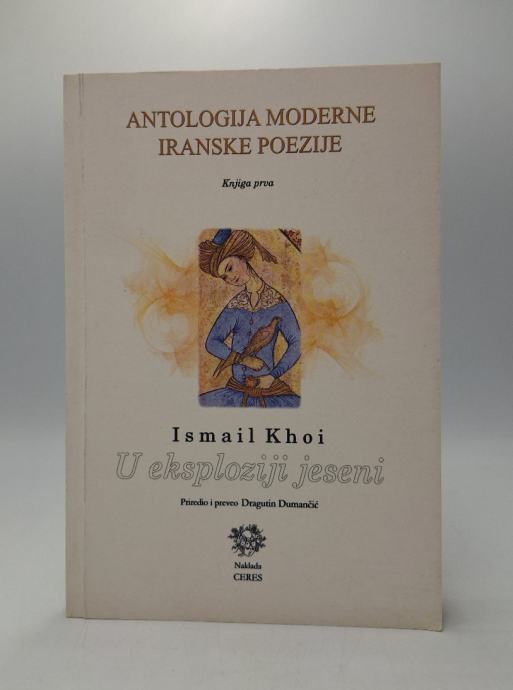 ANTOLOGIJA MODERNE
IRANSKE POEZIJE
Knjiga prva
Ismail Khoi
U eksploziji jeseni
Priredio i preveo Dragutin Dumančić
Naklada
CERES